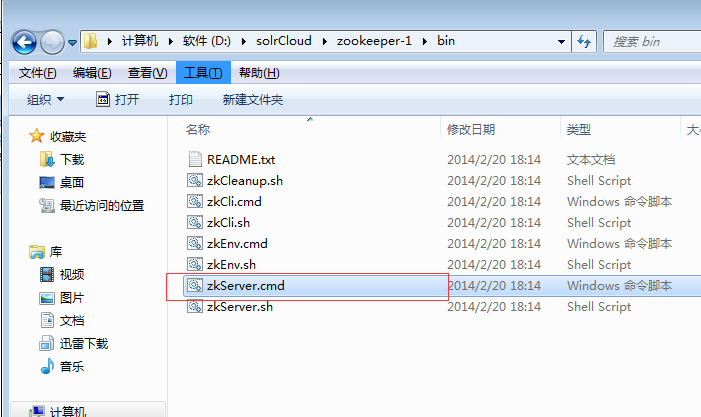 计算机 ▸ 软件 (D:) ▸ solrCloud ▸ zookeeper-1 ▸ bin
搜索 bin
文件(F) 编辑(E) 查看(V) 工具(T) 帮助(H)
组织 打开 打印 新建文件夹
收藏夹
下载
桌面
最近访问的位置
库
视频
图片
文档
迅雷下载
音乐
计算机
名称 修改日期 类型 大
README.txt 2014/2/20 18:14 文本文档
zkCleanup.sh 2014/2/20 18:14 Shell Script
zkCli.cmd 2014/2/20 18:14 Windows 命令脚本
zkCli.sh 2014/2/20 18:14 Shell Script
zkEnv.cmd 2014/2/20 18:14 Windows 命令脚本
zkEnv.sh 2014/2/20 18:14 Shell Script
zkServer.cmd 2014/2/20 18:14 Windows 命令脚本
zkServer.sh 2014/2/20 18:14 Shell Script